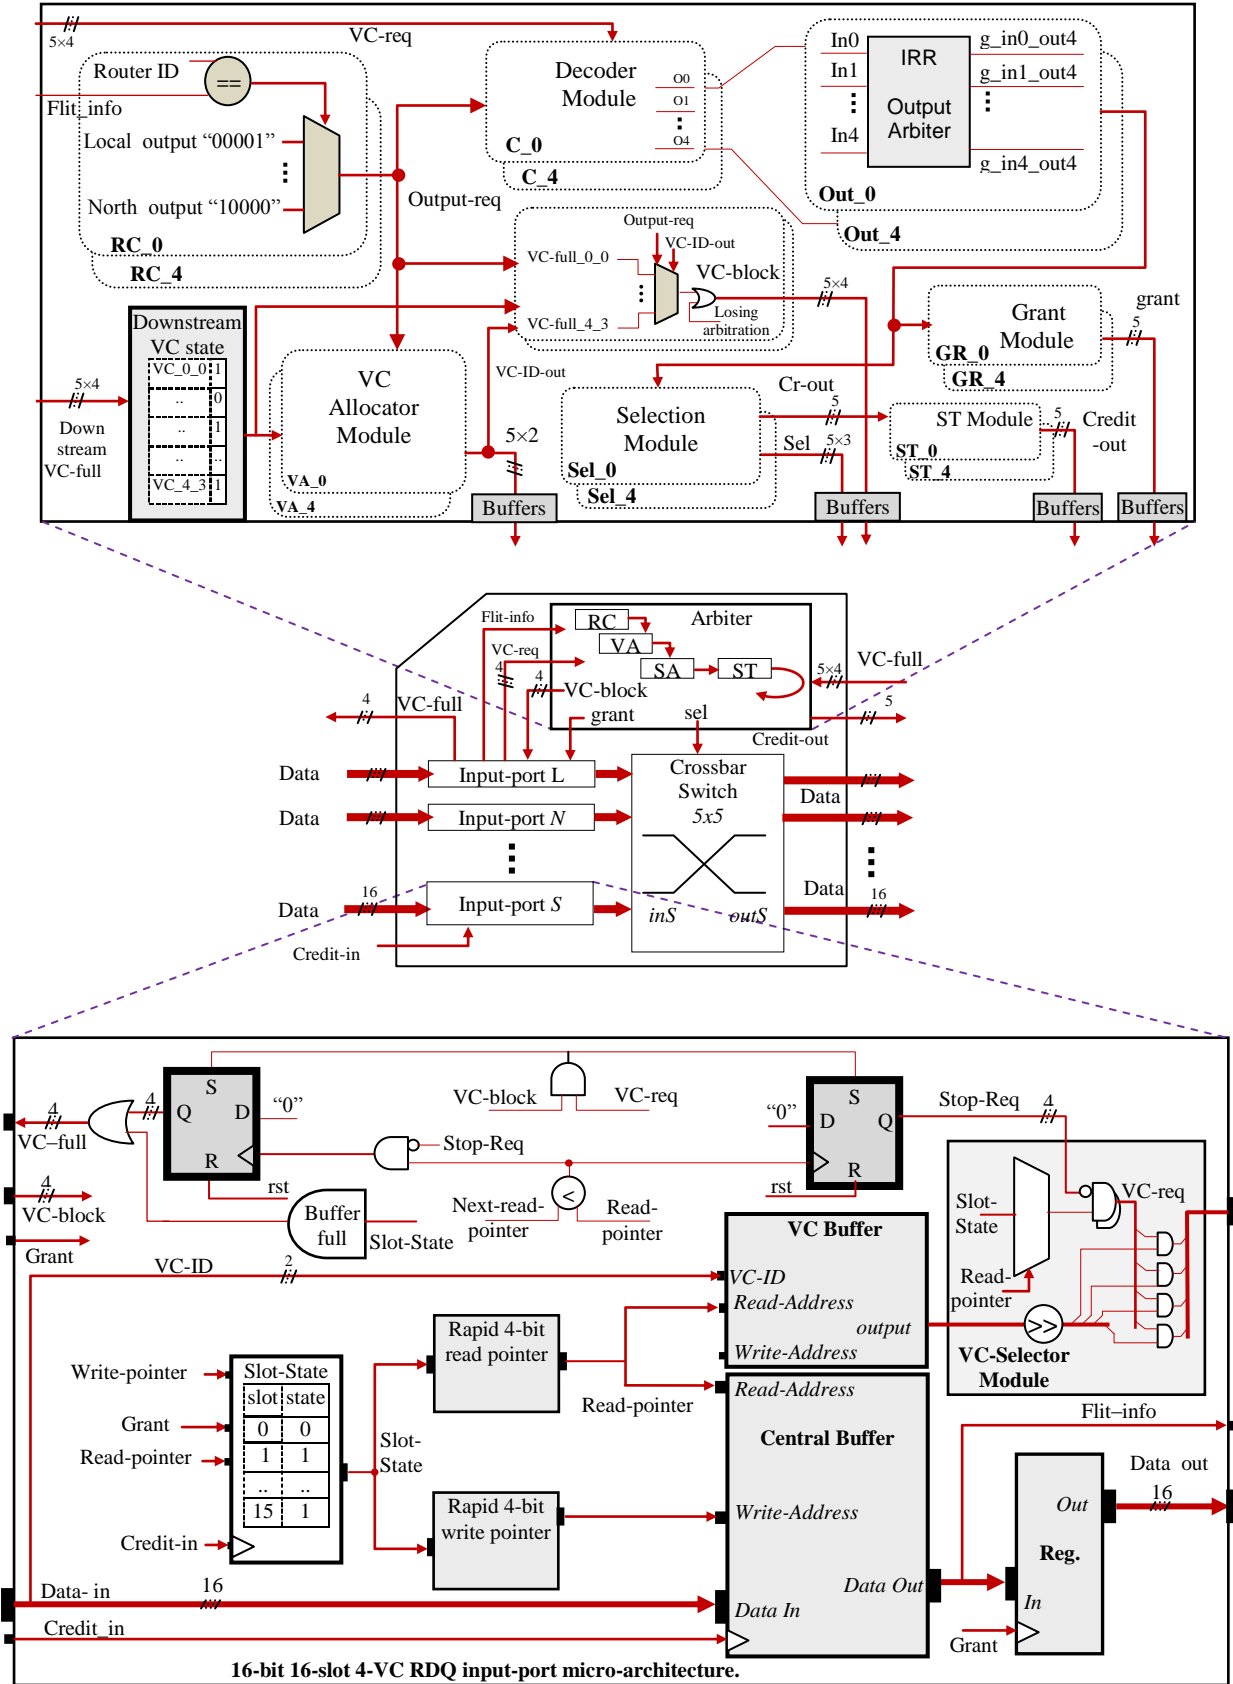 5×4
VC-req
Router ID
==
Flit_info
Local output “00001”
North output “10000”
RC_0
RC_4
Output-req
Decoder
Module
O0
O1
O4
C_0
C_4
In0
In1
In4
IRR
Output
Arbiter
g_in0_out4
g_in1_out4
g_in4_out4
Out_0
Out_4
Output-req
VC-ID-out
VC-full_0_0
VC-full_4_3
VC-block
Losing
arbitration
5×4
Downstream
VC state
VC_0_0 1
.. 0
.. 1
.. ..
VC_4_3 1
5×4
Down
stream
VC-full
VC
Allocator
Module
VA_0
VA_4
VC-ID-out
5×2
Selection
Module
Sel_0
Sel_4
Cr-out
5
Sel
5×3
Grant
Module
GR_0
GR_4
grant
5
ST Module
ST_0
ST_4
5
Credit
-out
Buffers
Buffers
Buffers
Buffers
Arbiter
RC
VA
SA
ST
Flit-info
VC-req
4
4
VC-block
grant
sel
5×4
VC-full
5
Credit-out
4
VC-full
Data
Input-port L
Data
Input-port N
Data
16
Input-port S
Credit-in
Crossbar
Switch
5x5
inS
outS
Data
Data
16
4
VC–full
4
Q
S
D
R
“0”
rst
VC-block
VC-req
Stop-Req
<
Next-read-
pointer
Read-
pointer
“0”
S
D
Q
R
rst
Stop-Req
4
4
VC-block
Grant
Buffer
full
Slot-State
VC-ID
2
Slot-
State
Read-
pointer
VC-req
>>
VC-Selector
Module
VC Buffer
VC-ID
Read-Address
output
Write-Address
Write-pointer
Grant
Read-pointer
Credit-in
Slot-State
slot state
0 0
1 1
.. ..
15 1
Slot-
State
Rapid 4-bit
read pointer
Rapid 4-bit
write pointer
Read-pointer
Read-Address
Central Buffer
Write-Address
Data Out
Data In
Flit–info
Data out
16
Out
Reg.
In
Grant
Data- in
16
Credit_in
16-bit 16-slot 4-VC RDQ input-port micro-architecture.